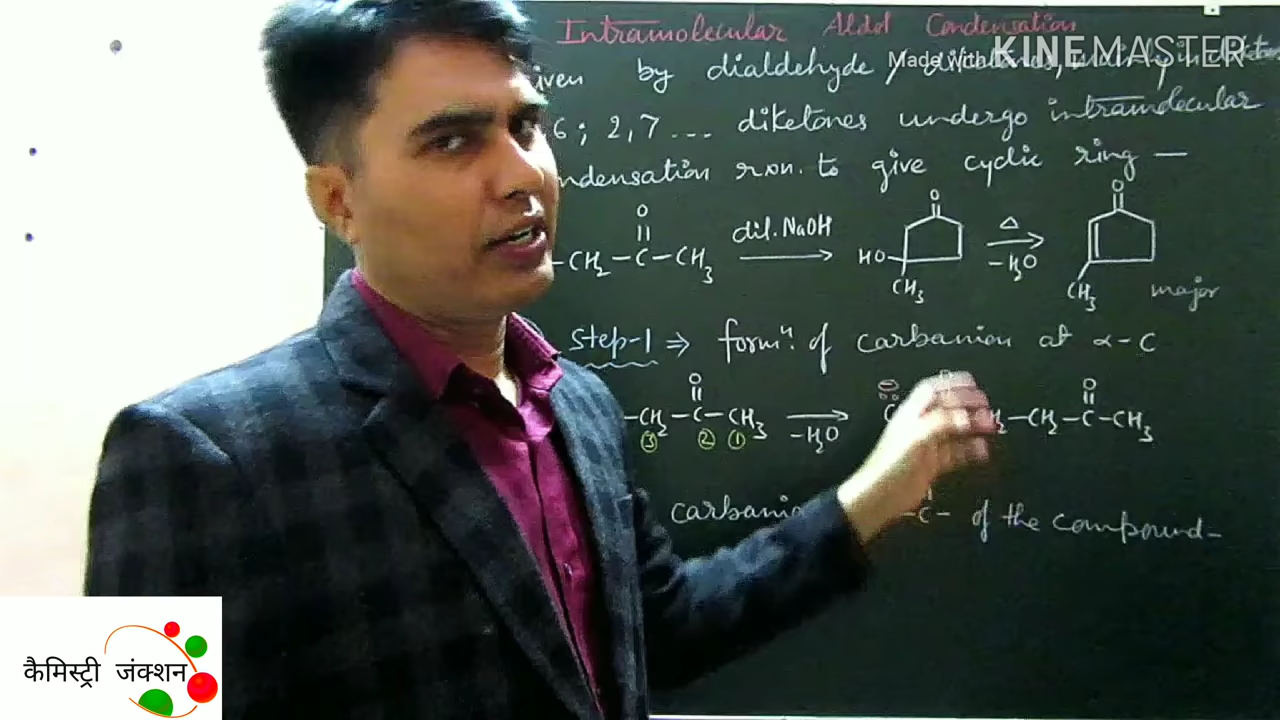 Intramolecular Aldol Condensation
Made With KINEMASTER
by dialdehyde /
6 ; 2,7 ... diketones undergo intramolecular
ndensation rxn. to give cyclic ring —
O
–CH₂–C–CH₃ dil. NaOH O Δ O
HO –H₂O
CH₃ CH₃ major
Step-1 ⇒ formⁿ. of carbanion at α–C
O ⊖ O
–CH₂–C–CH₃ –H₂O –CH₂–C–CH₃
③ ② ①
–C– of the compound–
कैमिस्ट्री जंक्शन